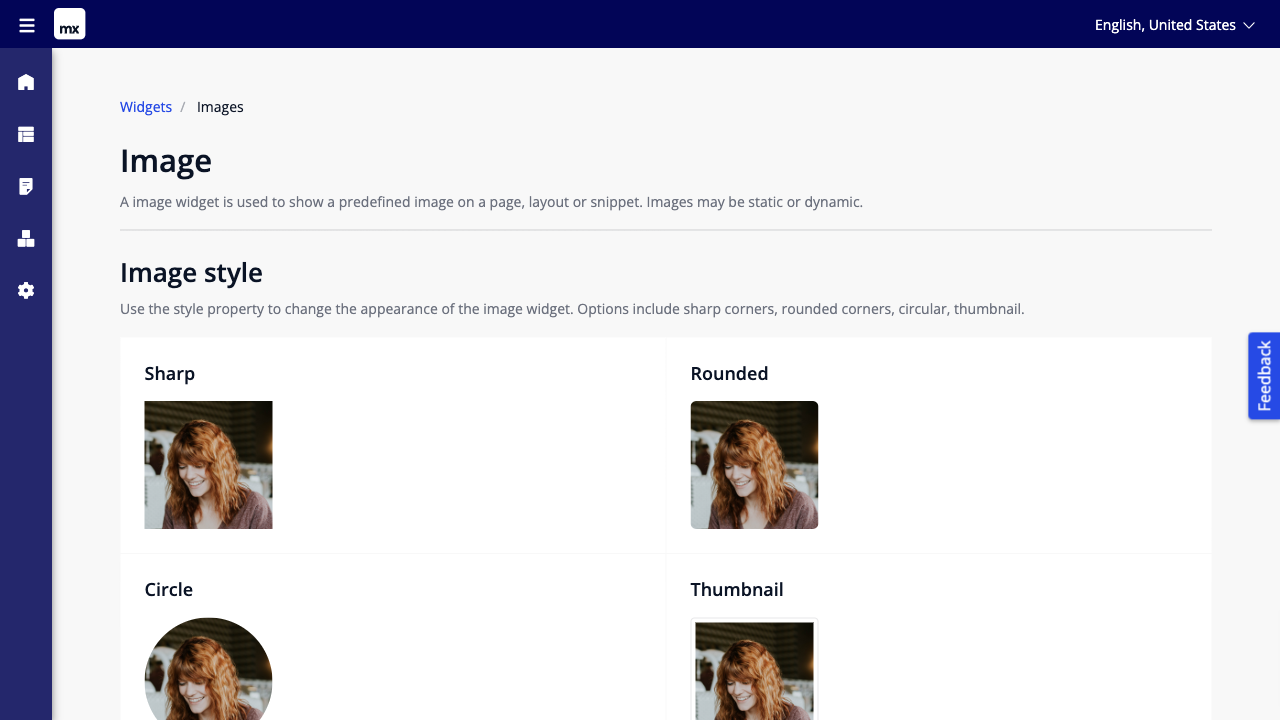 mx
English, United States
Widgets / Images
Image
A image widget is used to show a predefined image on a page, layout or snippet. Images may be static or dynamic.
Image style
Use the style property to change the appearance of the image widget. Options include sharp corners, rounded corners, circular, thumbnail.
Feedback
Sharp
Rounded
Circle
Thumbnail